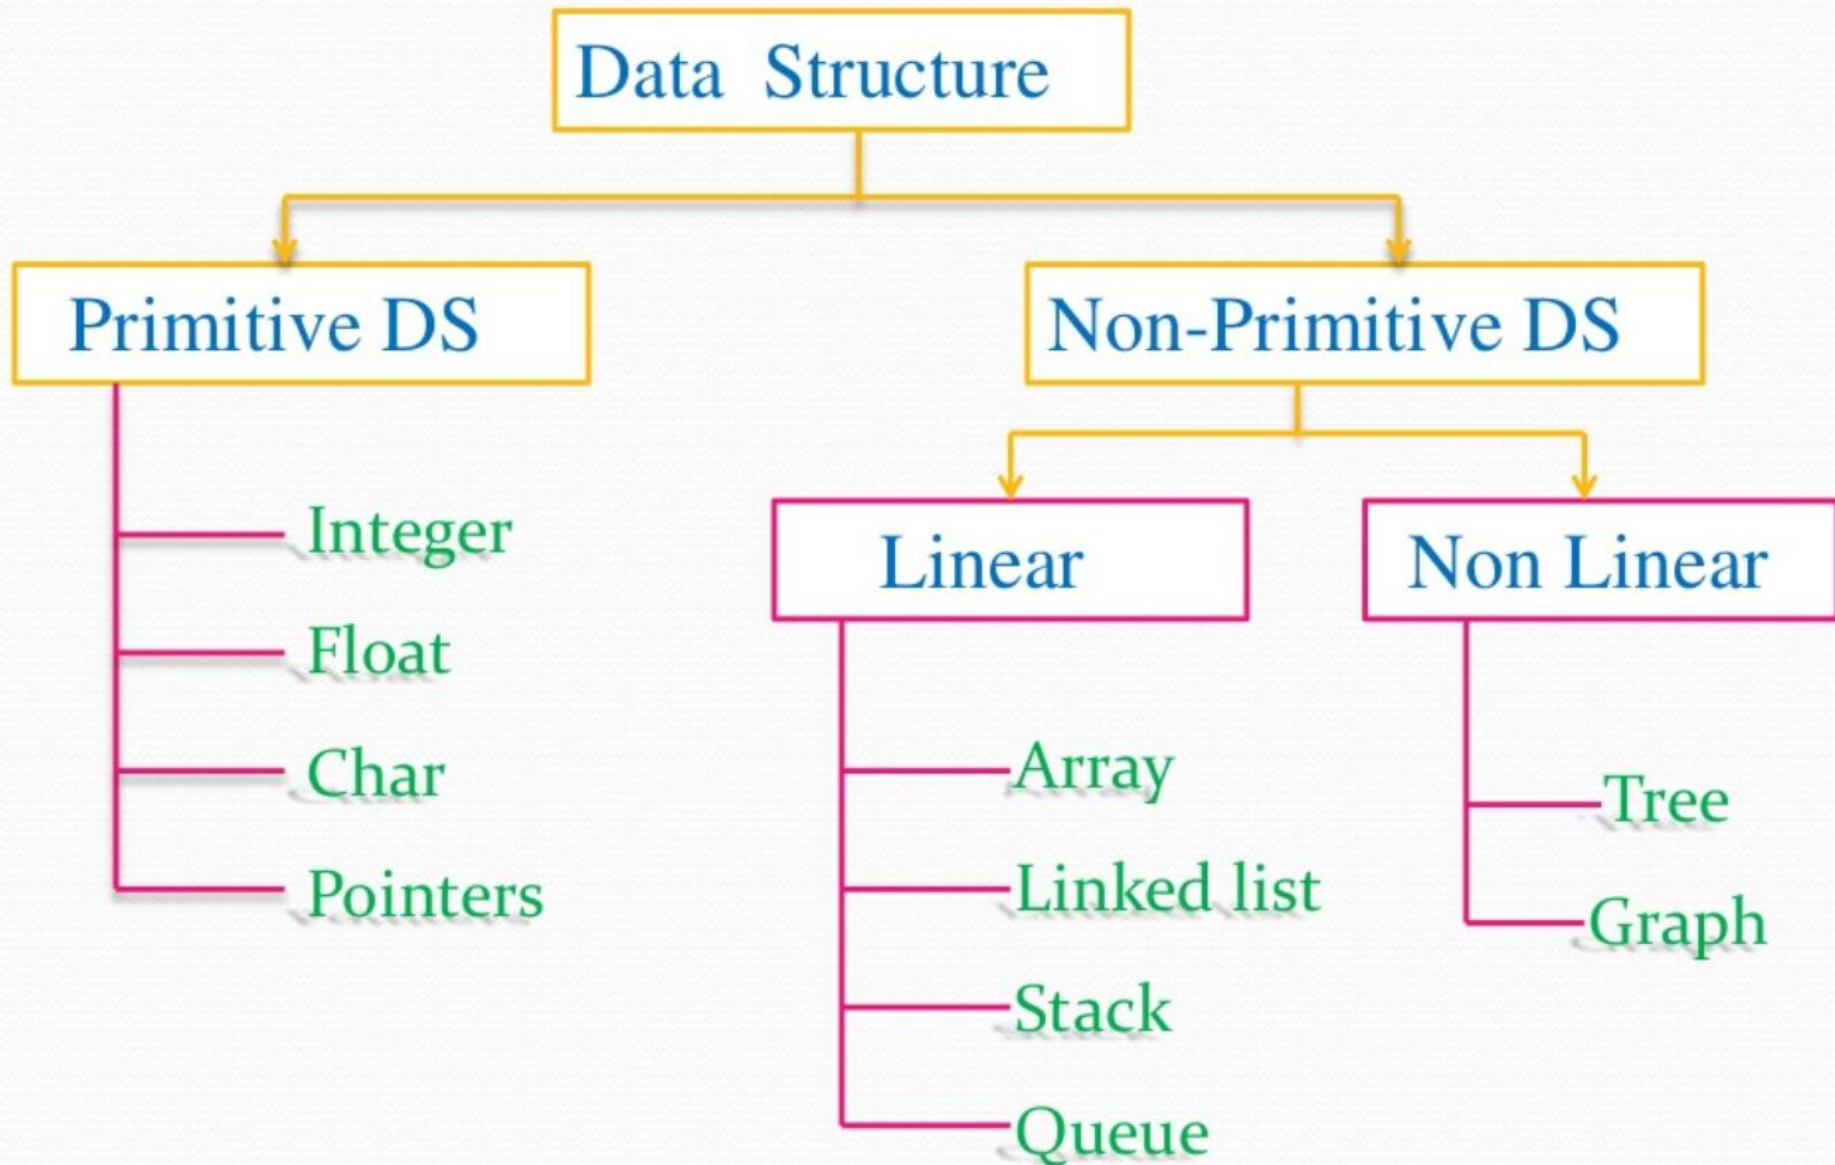 Data Structure
Primitive DS
Non-Primitive DS
Integer
Float
Char
Pointers
Linear
Non Linear
Array
Linked list
Stack
Queue
Tree
Graph